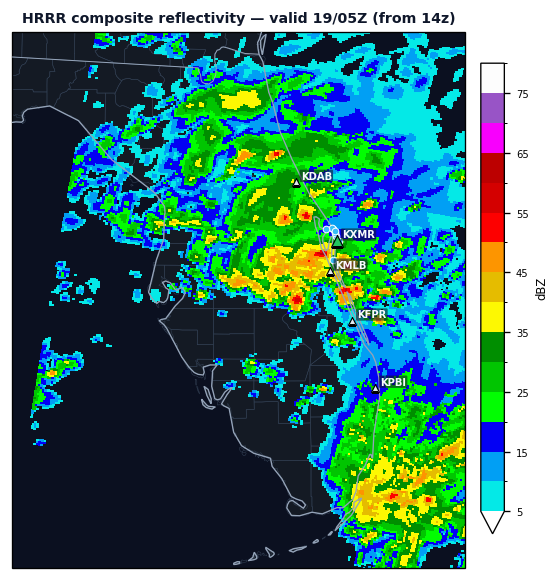 HRRR composite reflectivity — valid 19/05Z (from 14z)
KDAB
KXMR
KMLB
KFPR
KPBI
75
65
55
45
35
25
15
5
dBZ